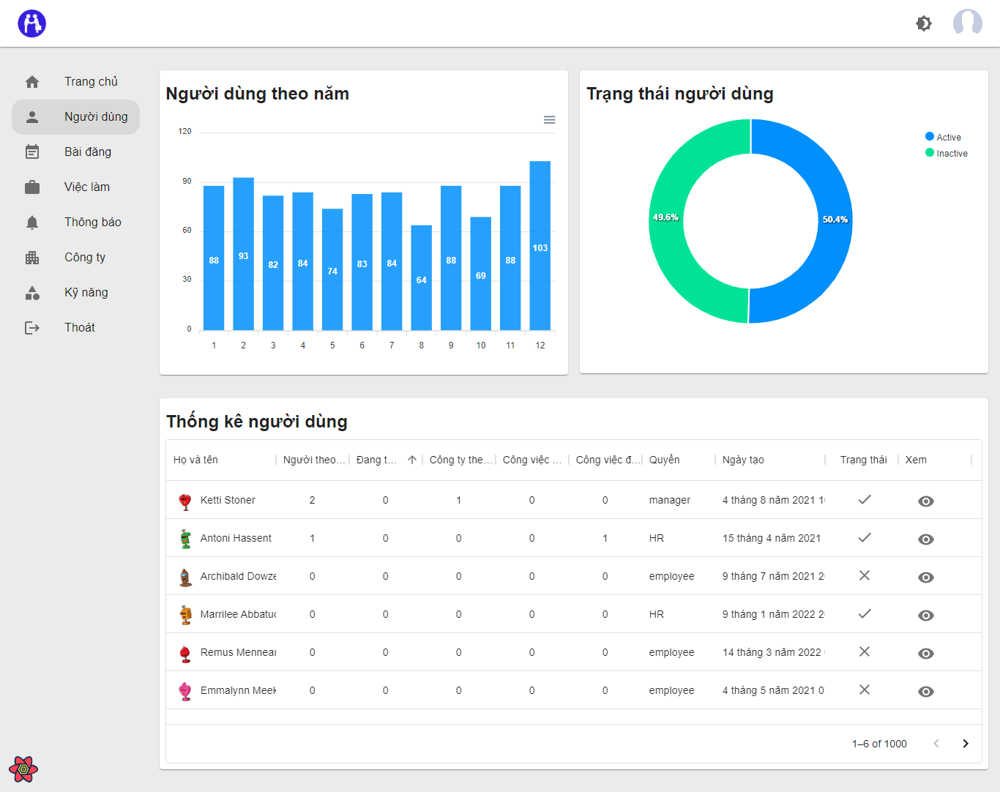 Trang chủ
Người dùng
Bài đăng
Việc làm
Thông báo
Công ty
Kỹ năng
Thoát
Người dùng theo năm
120
90
60
30
0
88 93 82 84 74 83 84 64 88 69 88 103
1 2 3 4 5 6 7 8 9 10 11 12
Trạng thái người dùng
Active
Inactive
49.6%
50.4%
Thống kê người dùng
Họ và tên Người theo... Đang t... Công ty the... Công việc ... Công việc đ... Quyền Ngày tạo Trạng thái Xem
Ketti Stoner 2 0 1 0 0 manager 4 tháng 8 năm 2021 1
Antoni Hassent 1 0 0 0 1 HR 15 tháng 4 năm 2021
Archibald Dowze 0 0 0 0 0 employee 9 tháng 7 năm 2021 2
Marrilee Abbatuc 0 0 0 0 0 HR 9 tháng 1 năm 2022 2
Remus Mennear 0 0 0 0 0 employee 14 tháng 3 năm 2022
Emmalynn Meek 0 0 0 0 0 employee 4 tháng 5 năm 2021 0
1–6 of 1000